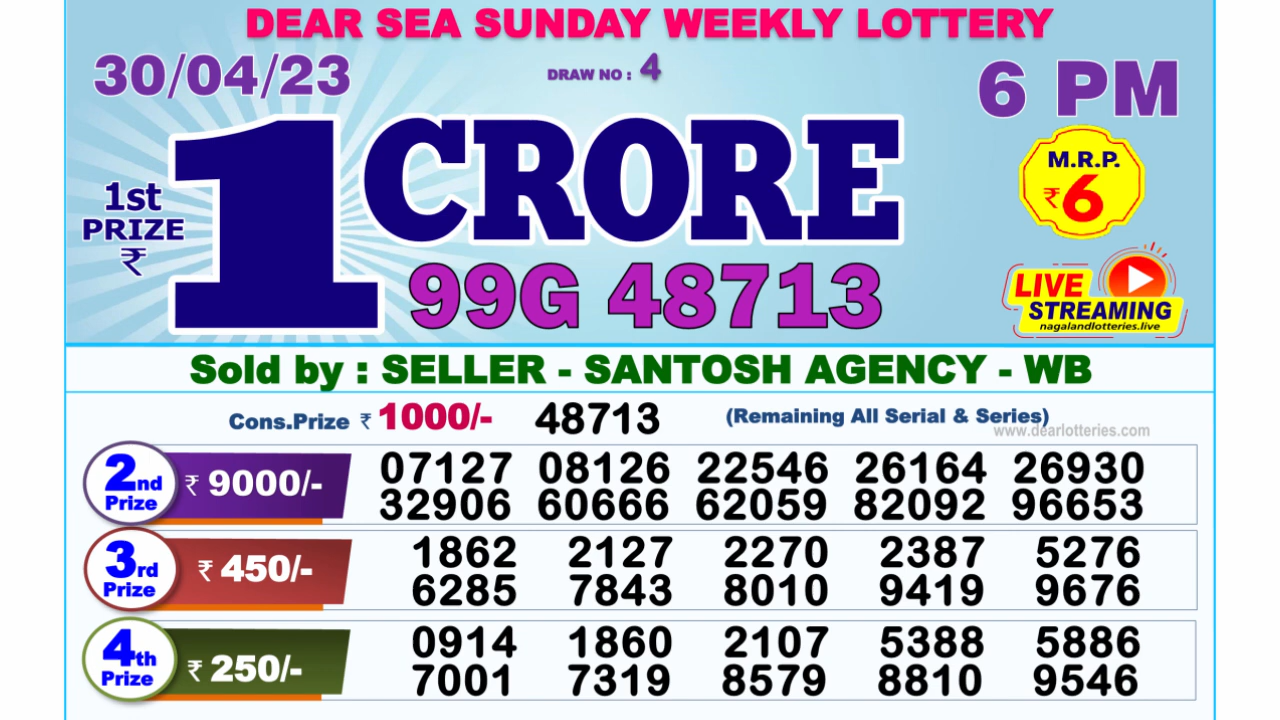 DEAR SEA SUNDAY WEEKLY LOTTERY
30/04/23
DRAW NO : 4
6 PM
1st
PRIZE
₹
1 CRORE
99G 48713
M.R.P.
₹6
LIVE
STREAMING
nagalandlotteries.live
Sold by : SELLER - SANTOSH AGENCY - WB
Cons.Prize ₹ 1000/- 48713 (Remaining All Serial & Series)
www.dearlotteries.com
2nd
Prize
₹ 9000/-
07127 08126 22546 26164 26930
32906 60666 62059 82092 96653
3rd
Prize
₹ 450/-
1862 2127 2270 2387 5276
6285 7843 8010 9419 9676
4th
Prize
₹ 250/-
0914 1860 2107 5388 5886
7001 7319 8579 8810 9546